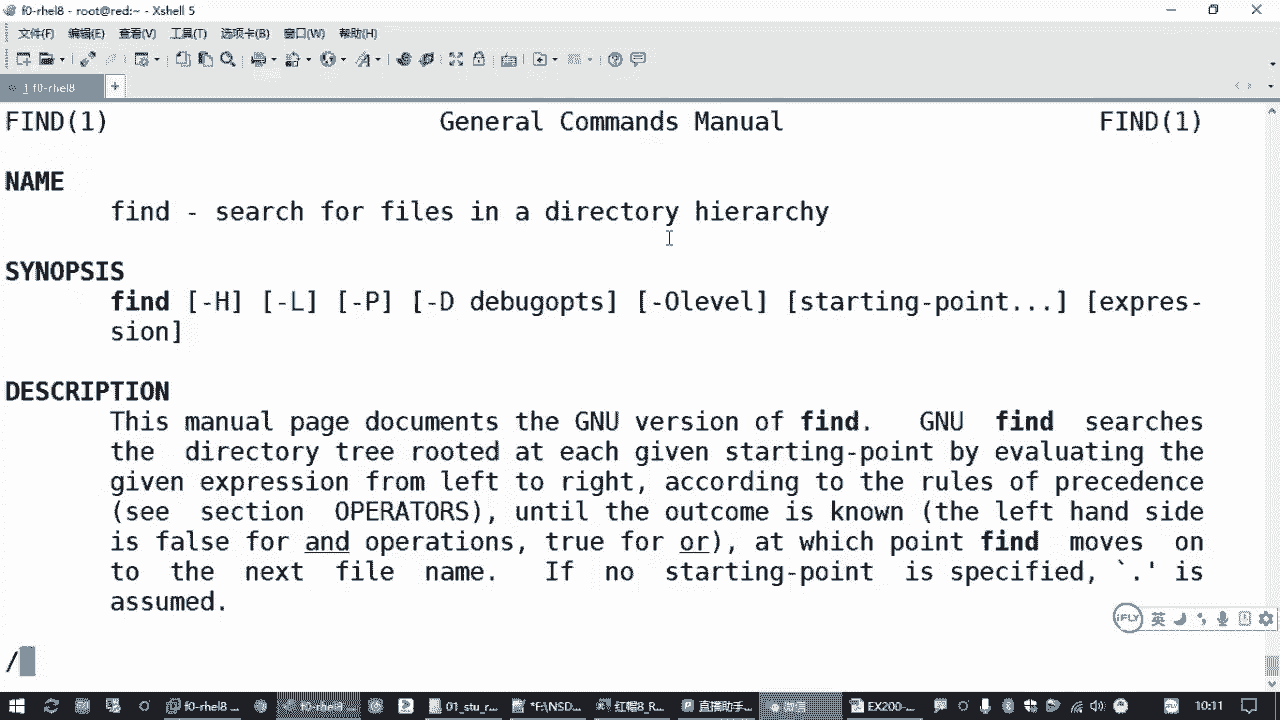 f0-rhel8 - root@red:~ - Xshell 5
文件(F) 编辑(E) 查看(V) 工具(T) 选项卡(B) 窗口(W) 帮助(H)
1 f0-rhel8
FIND(1) General Commands Manual FIND(1)
NAME
find - search for files in a directory hierarchy
SYNOPSIS
find [-H] [-L] [-P] [-D debugopts] [-Olevel] [starting-point...] [expres-
sion]
DESCRIPTION
This manual page documents the GNU version of find. GNU find searches
the directory tree rooted at each given starting-point by evaluating the
given expression from left to right, according to the rules of precedence
(see section OPERATORS), until the outcome is known (the left hand side
is false for and operations, true for or), at which point find moves on
to the next file name. If no starting-point is specified, `.' is
assumed.
/
iFLY 英
f0-rhel8 ... f0-rhel8 ... 01_stu_r... *F:\NSD... 红帽8_R... 直播助手... EX200-... 10:11